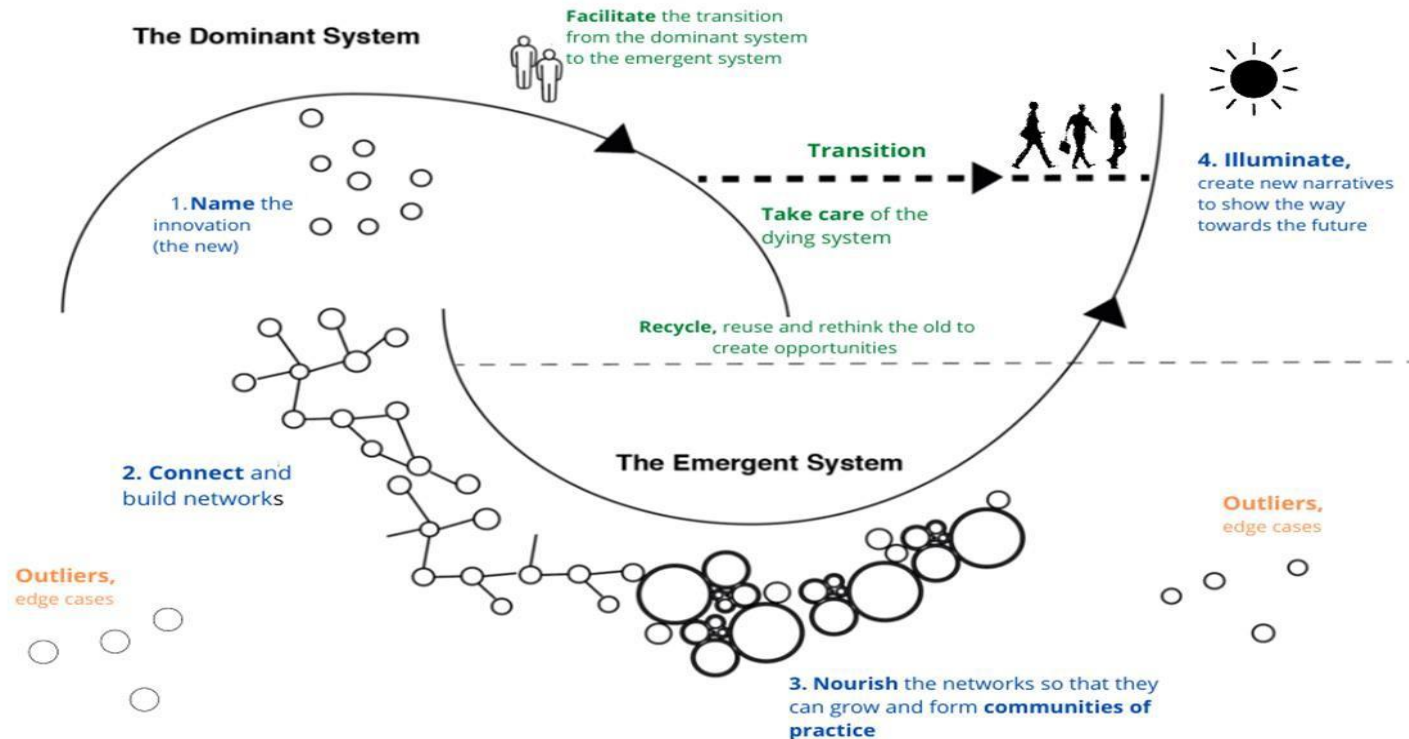 The Dominant System
Facilitate the transition
from the dominant system
to the emergent system
1. Name the
innovation
(the new)
Transition
Take care of the
dying system
4. Illuminate,
create new narratives
to show the way
towards the future
Recycle, reuse and rethink the old to
create opportunities
The Emergent System
2. Connect and
build networks
Outliers,
edge cases
Outliers,
edge cases
3. Nourish the networks so that they
can grow and form communities of
practice